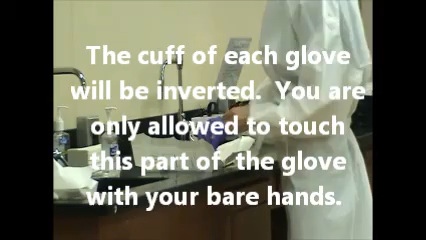 The cuff of each glove
will be inverted.  You are
only allowed to touch
this part of  the glove
with your bare hands.